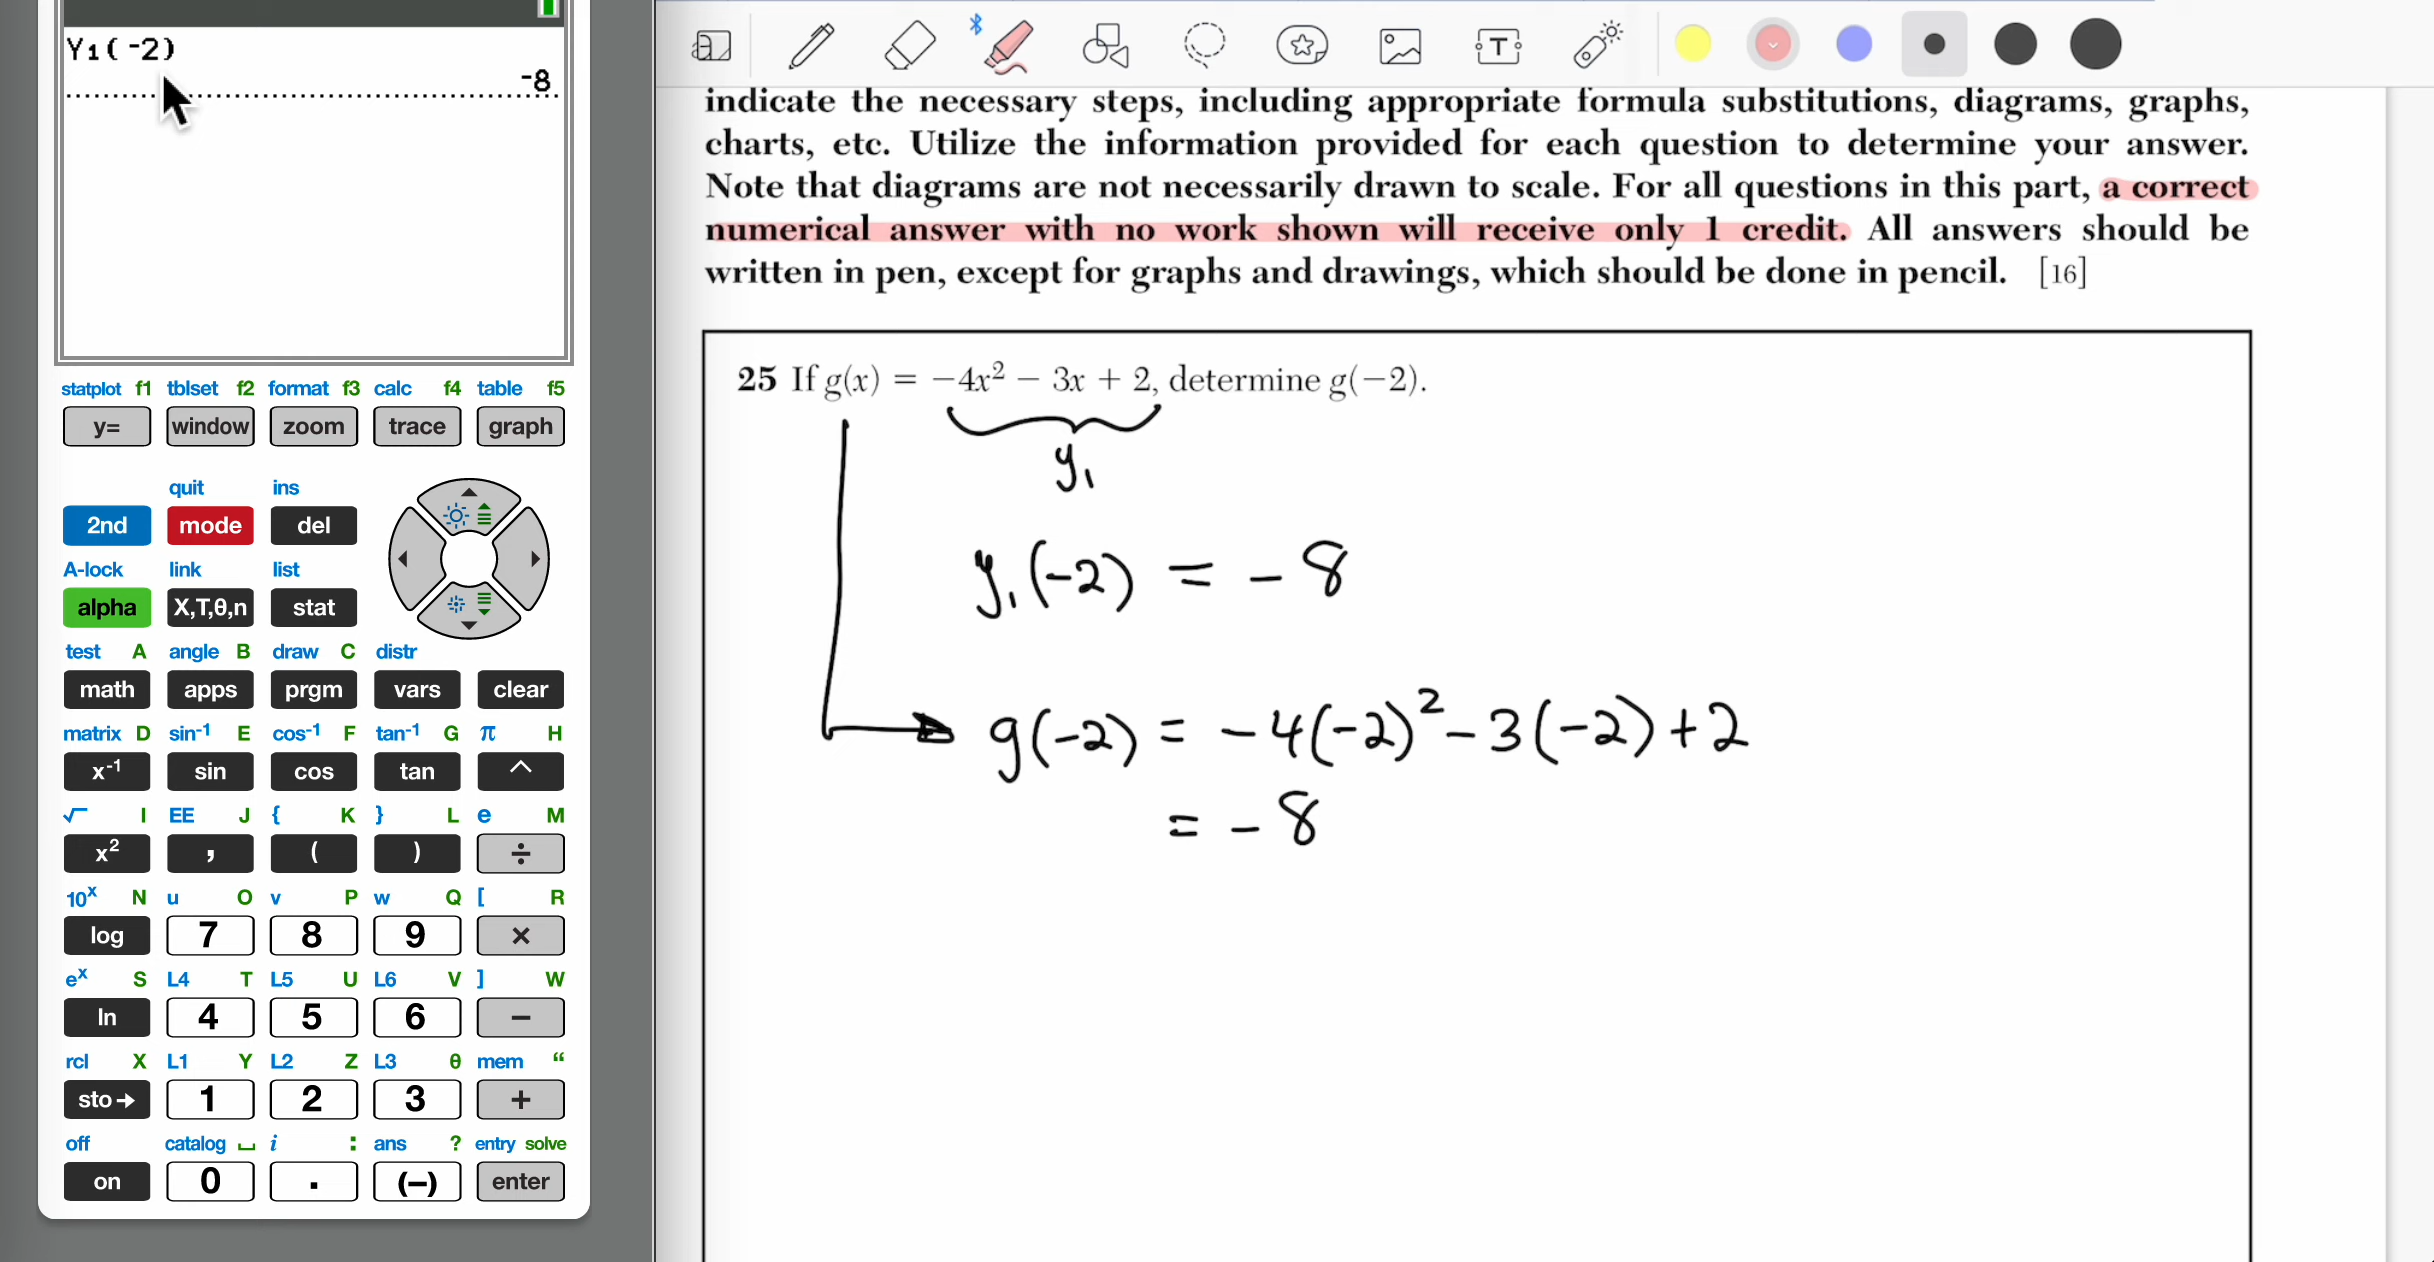 Y1(-2)
-8
statplot f1 tblset f2 format f3 calc f4 table f5
y= window zoom trace graph
quit ins
2nd mode del
A-lock link list
alpha X,T,θ,n stat
test A angle B draw C distr
math apps prgm vars clear
matrix D sin-1 E cos-1 F tan-1 G π H
x-1 sin cos tan ^
√ I EE J { K } L e M
x2 , ( ) ÷
10x N u O v P w Q [ R
log 7 8 9 ×
ex S L4 T L5 U L6 V ] W
ln 4 5 6 −
rcl X L1 Y L2 Z L3 θ mem “
sto→ 1 2 3 +
off catalog ⎵ i : ans ? entry solve
on 0 . (−) enter
a T
indicate the necessary steps, including appropriate formula substitutions, diagrams, graphs,
charts, etc. Utilize the information provided for each question to determine your answer.
Note that diagrams are not necessarily drawn to scale. For all questions in this part, a correct
numerical answer with no work shown will receive only 1 credit. All answers should be
written in pen, except for graphs and drawings, which should be done in pencil. [16]
25 If g(x) = −4x² − 3x + 2, determine g(−2).
y₁
y₁(-2) = -8
g(-2) = -4(-2)²-3(-2)+2
= -8